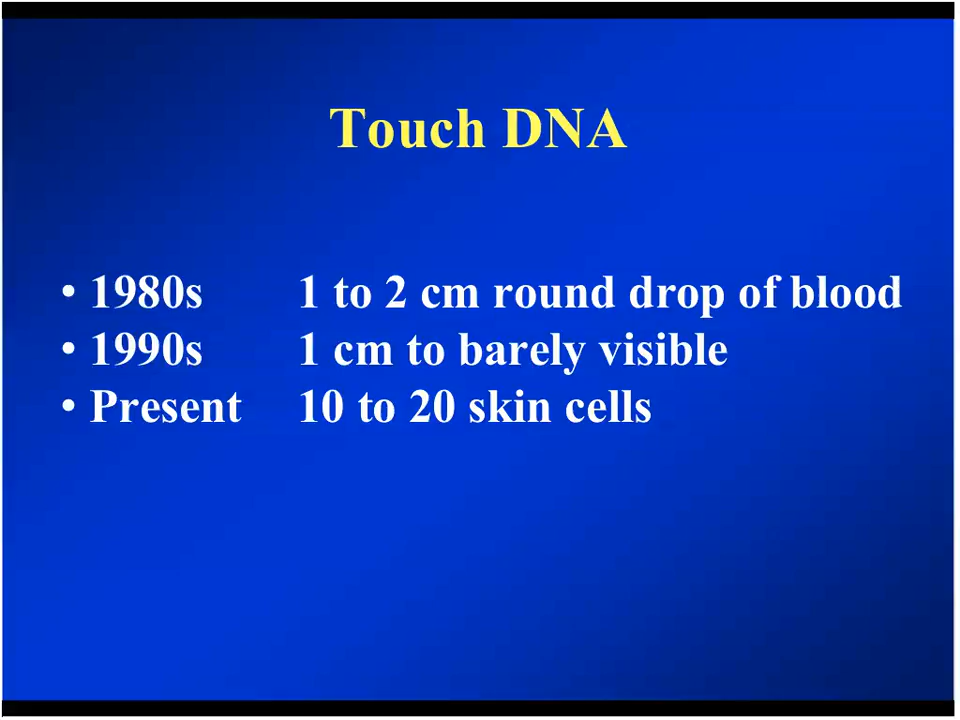 Touch DNA
• 1980s 1 to 2 cm round drop of blood
• 1990s 1 cm to barely visible
• Present 10 to 20 skin cells